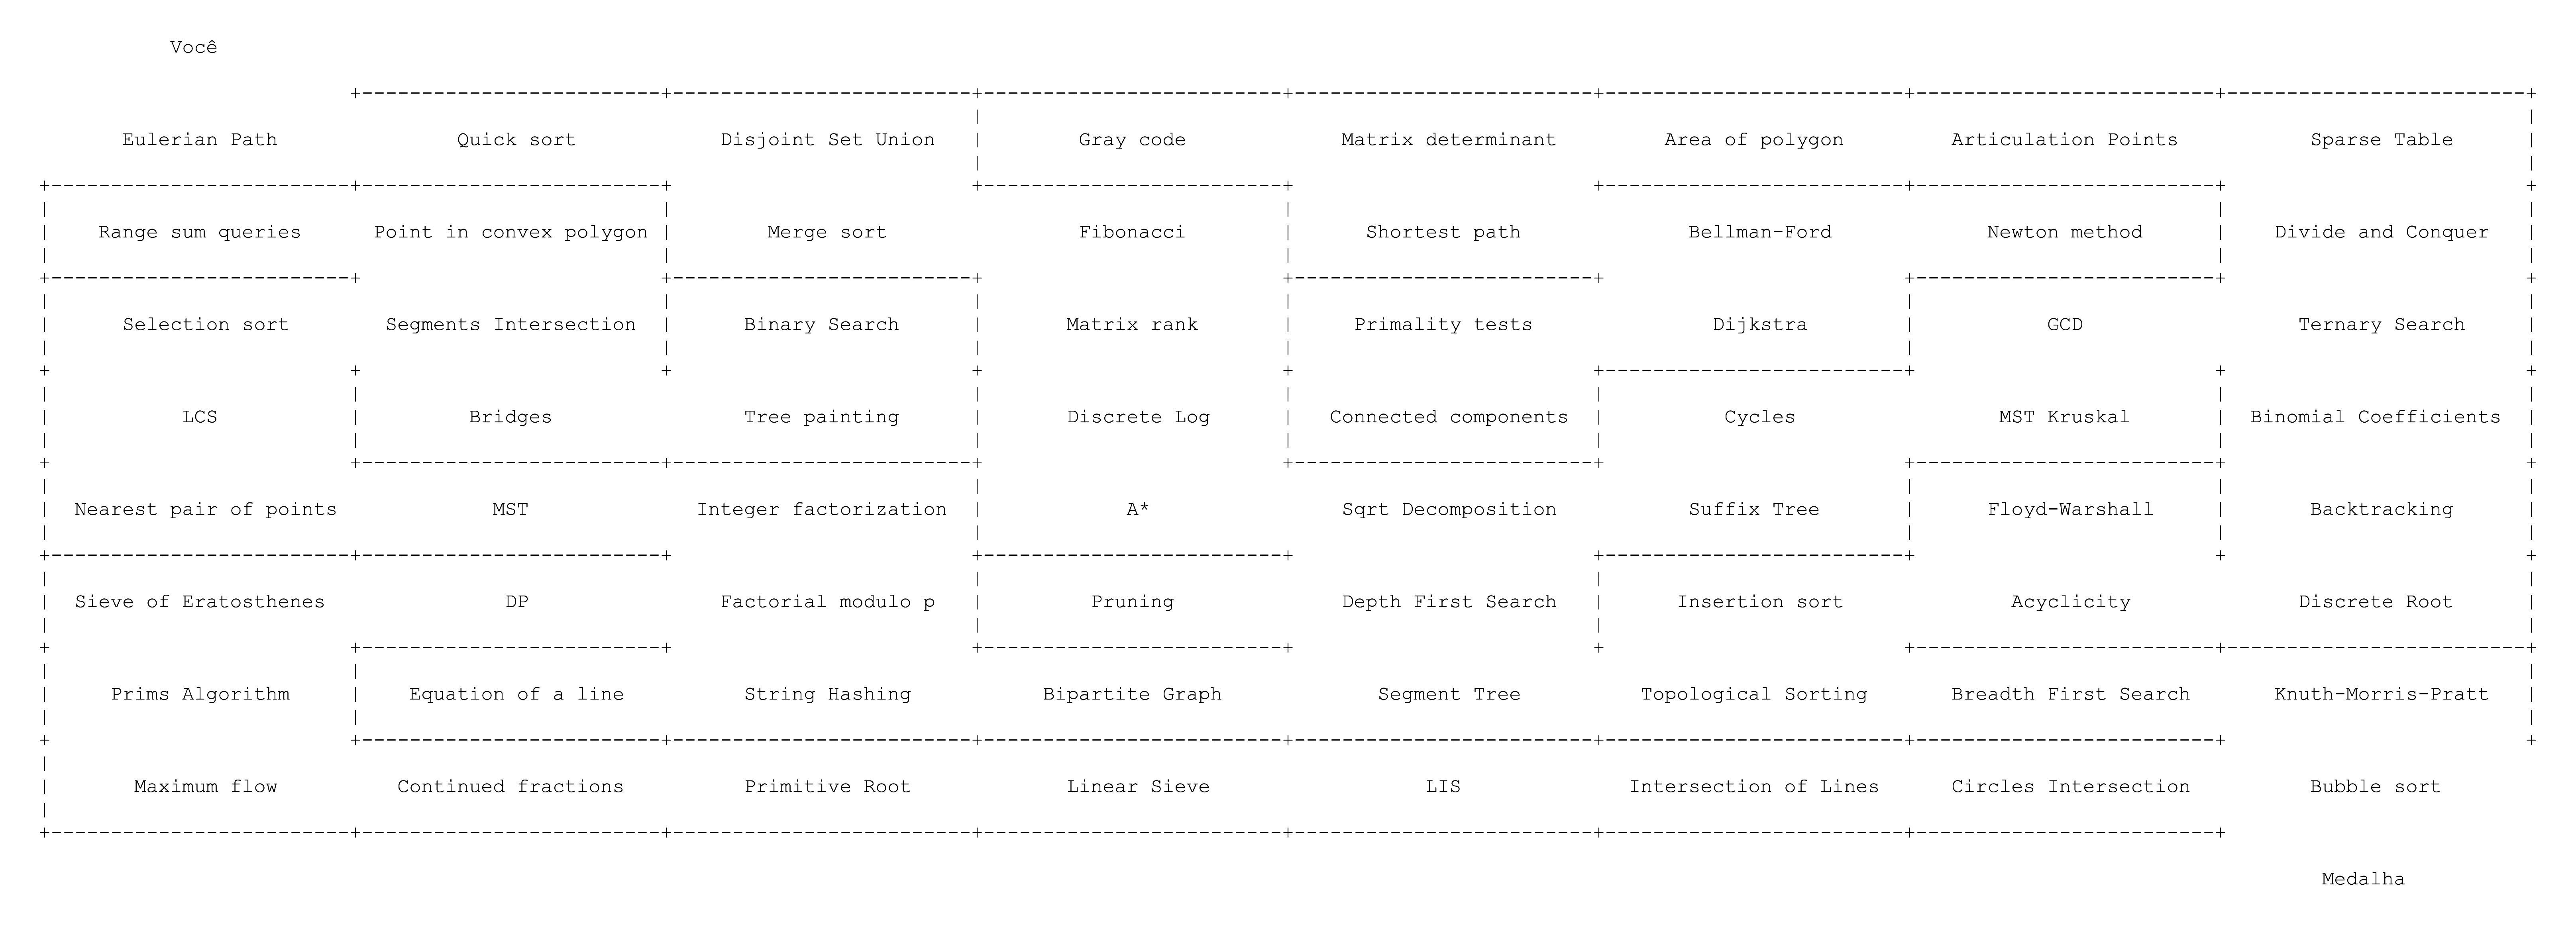 Você
Eulerian Path Quick sort Disjoint Set Union Gray code Matrix determinant Area of polygon Articulation Points Sparse Table
Range sum queries Point in convex polygon Merge sort Fibonacci Shortest path Bellman-Ford Newton method Divide and Conquer
Selection sort Segments Intersection Binary Search Matrix rank Primality tests Dijkstra GCD Ternary Search
LCS Bridges Tree painting Discrete Log Connected components Cycles MST Kruskal Binomial Coefficients
Nearest pair of points MST Integer factorization A* Sqrt Decomposition Suffix Tree Floyd-Warshall Backtracking
Sieve of Eratosthenes DP Factorial modulo p Pruning Depth First Search Insertion sort Acyclicity Discrete Root
Prims Algorithm Equation of a line String Hashing Bipartite Graph Segment Tree Topological Sorting Breadth First Search Knuth-Morris-Pratt
Maximum flow Continued fractions Primitive Root Linear Sieve LIS Intersection of Lines Circles Intersection Bubble sort
Medalha